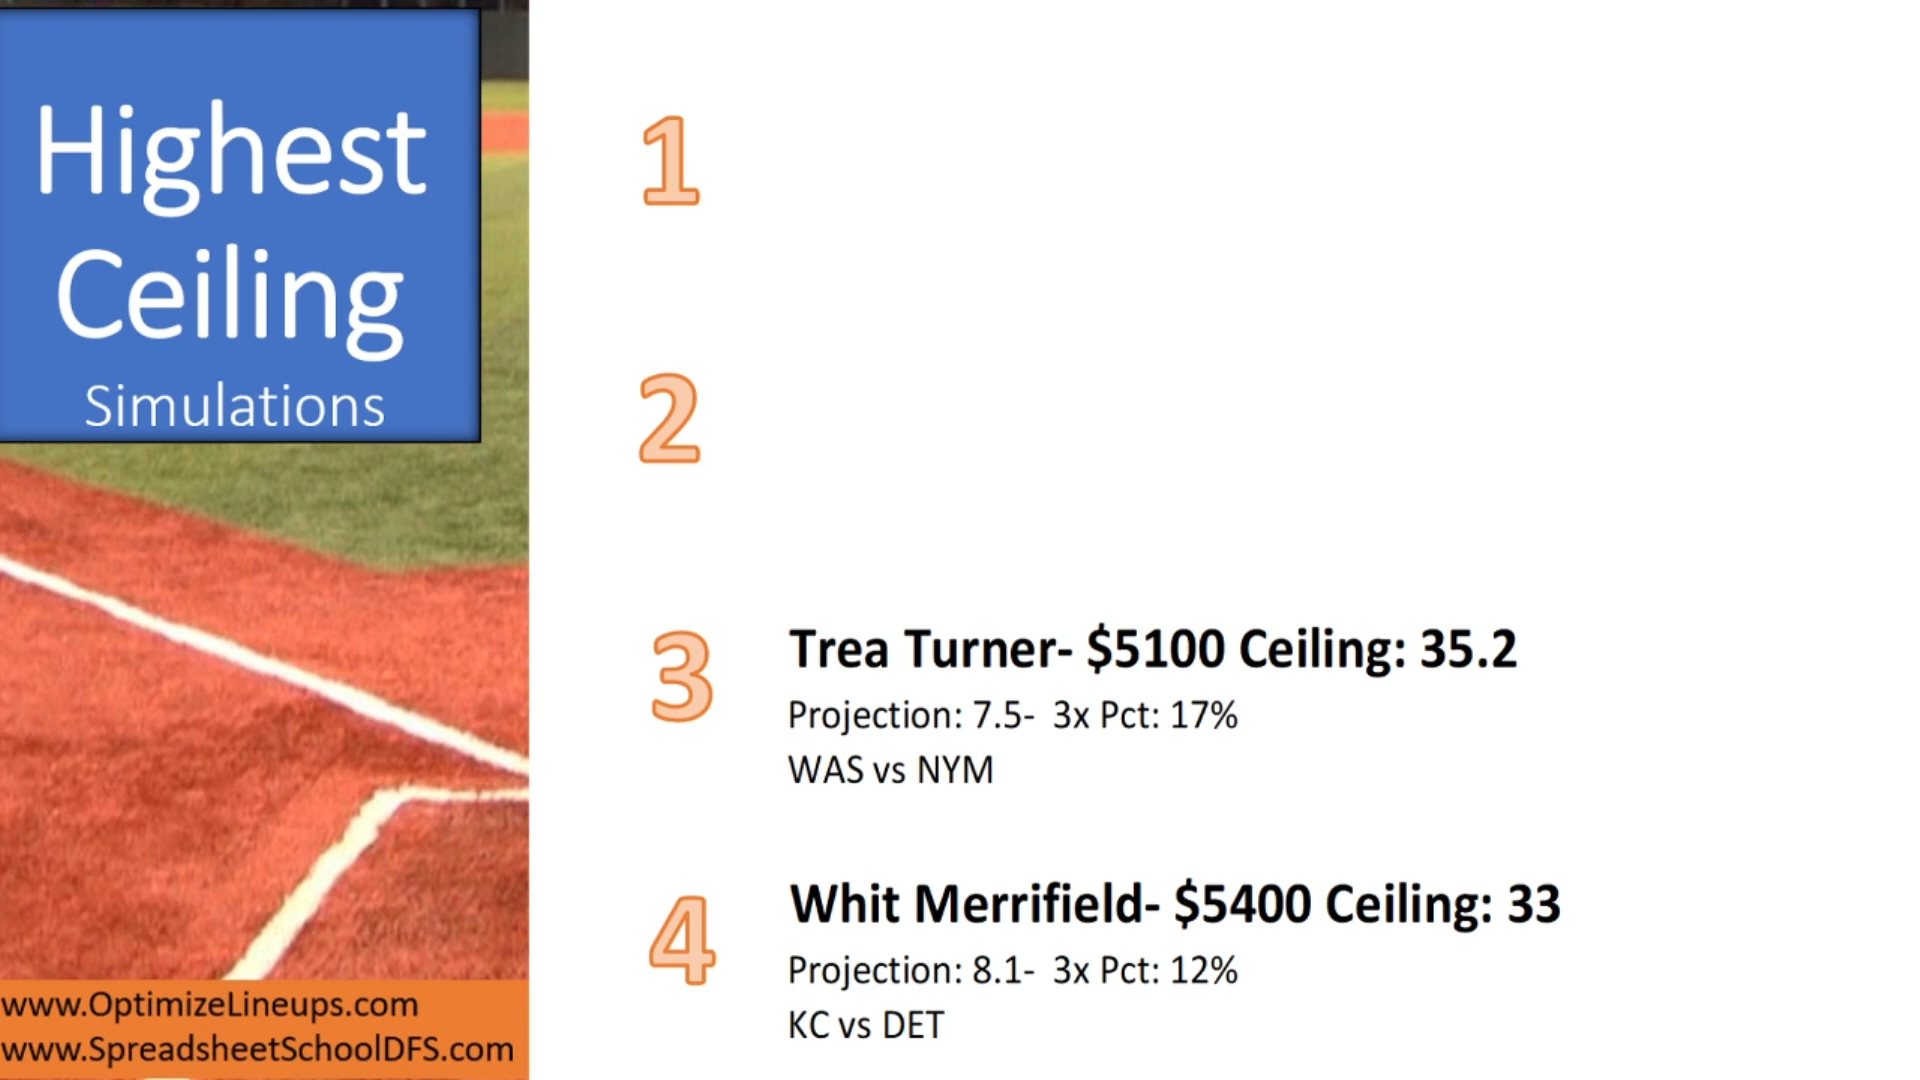 Highest
Ceiling
Simulations
1
2
3
Trea Turner- $5100 Ceiling: 35.2
Projection: 7.5-  3x Pct: 17%
WAS vs NYM
4
Whit Merrifield- $5400 Ceiling: 33
Projection: 8.1-  3x Pct: 12%
KC vs DET
www.OptimizeLineups.com
www.SpreadsheetSchoolDFS.com